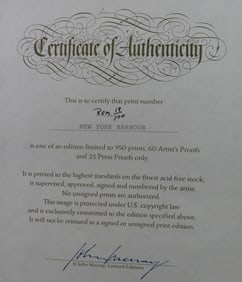 Certificate of Authenticity
This is to certify that print number
NEW YORK HARBOUR
is one of an edition limited to 950 prints, 60 Artist's Proofs
and 25 Press Proofs only.
It is printed to the highest standards on the finest acid free stock,
is supervised, approved, signed and numbered by the artist.
No unsigned prints are authorized.
This image is protected under U.S. copyright law
and is exclusively committed to the edition specified above.
It will not be reissued as a signed or unsigned print edition.
John Murray
© John Murray, Limited Editions